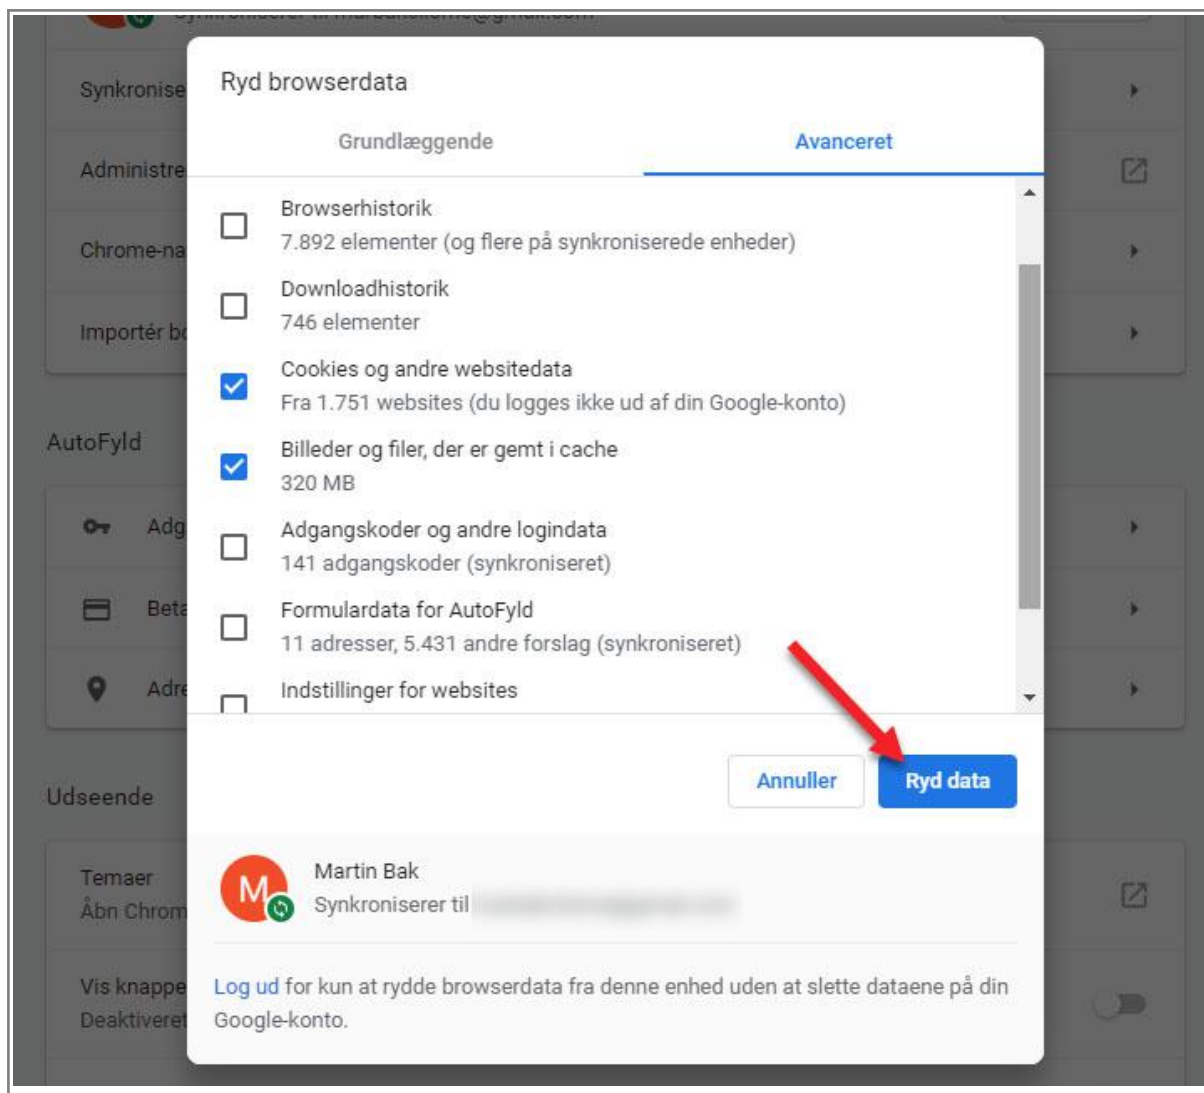 Synkronise
Administre
Chrome-na
Importér bo
AutoFyld
Adg
Beta
Adre
Udseende
Temaer
Åbn Chrom
Vis knappe
Deaktiveret
Ryd browserdata
Grundlæggende
Avanceret
Browserhistorik
7.892 elementer (og flere på synkroniserede enheder)
Downloadhistorik
746 elementer
Cookies og andre websitedata
Fra 1.751 websites (du logges ikke ud af din Google-konto)
Billeder og filer, der er gemt i cache
320 MB
Adgangskoder og andre logindata
141 adgangskoder (synkroniseret)
Formulardata for AutoFyld
11 adresser, 5.431 andre forslag (synkroniseret)
Indstillinger for websites
Annuller
Ryd data
M
Martin Bak
Synkroniserer til
Log ud for kun at rydde browserdata fra denne enhed uden at slette dataene på din
Google-konto.